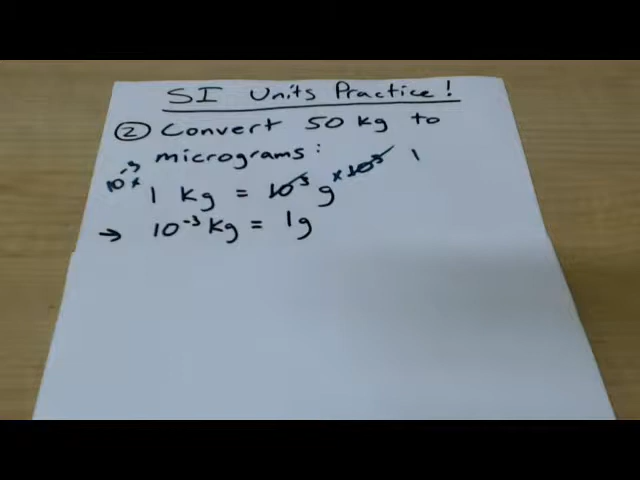 SI Units Practice!
② Convert 50 kg to
micrograms:
10⁻³ × 1 kg = 10³ g × 10⁻³ 1
→ 10⁻³ kg = 1g